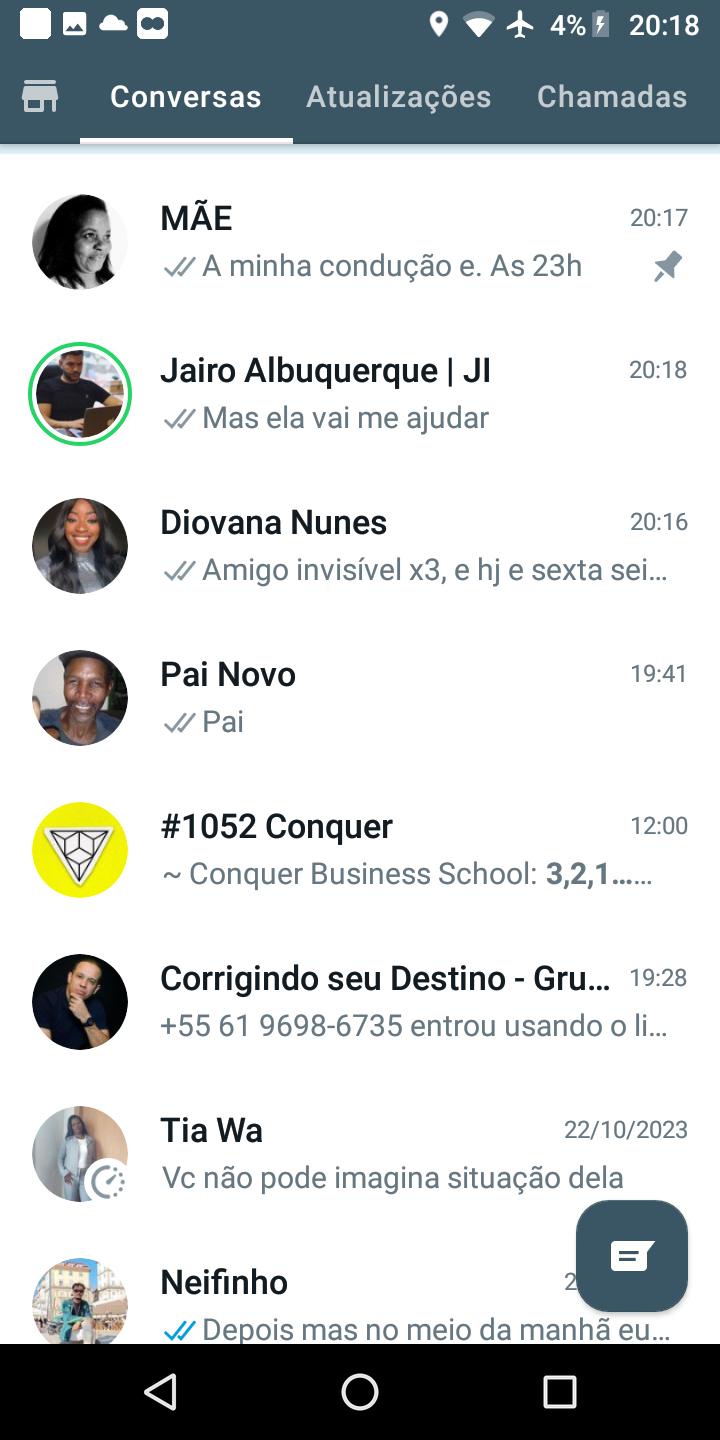 4% 20:18
Conversas Atualizações Chamadas
MÃE 20:17
A minha condução e. As 23h
Jairo Albuquerque | JI 20:18
Mas ela vai me ajudar
Diovana Nunes 20:16
Amigo invisível x3, e hj e sexta sei...
Pai Novo 19:41
Pai
#1052 Conquer 12:00
~ Conquer Business School: 3,2,1......
Corrigindo seu Destino - Gru... 19:28
+55 61 9698-6735 entrou usando o li...
Tia Wa 22/10/2023
Vc não pode imagina situação dela
Neifinho 2
Depois mas no meio da manhã eu...